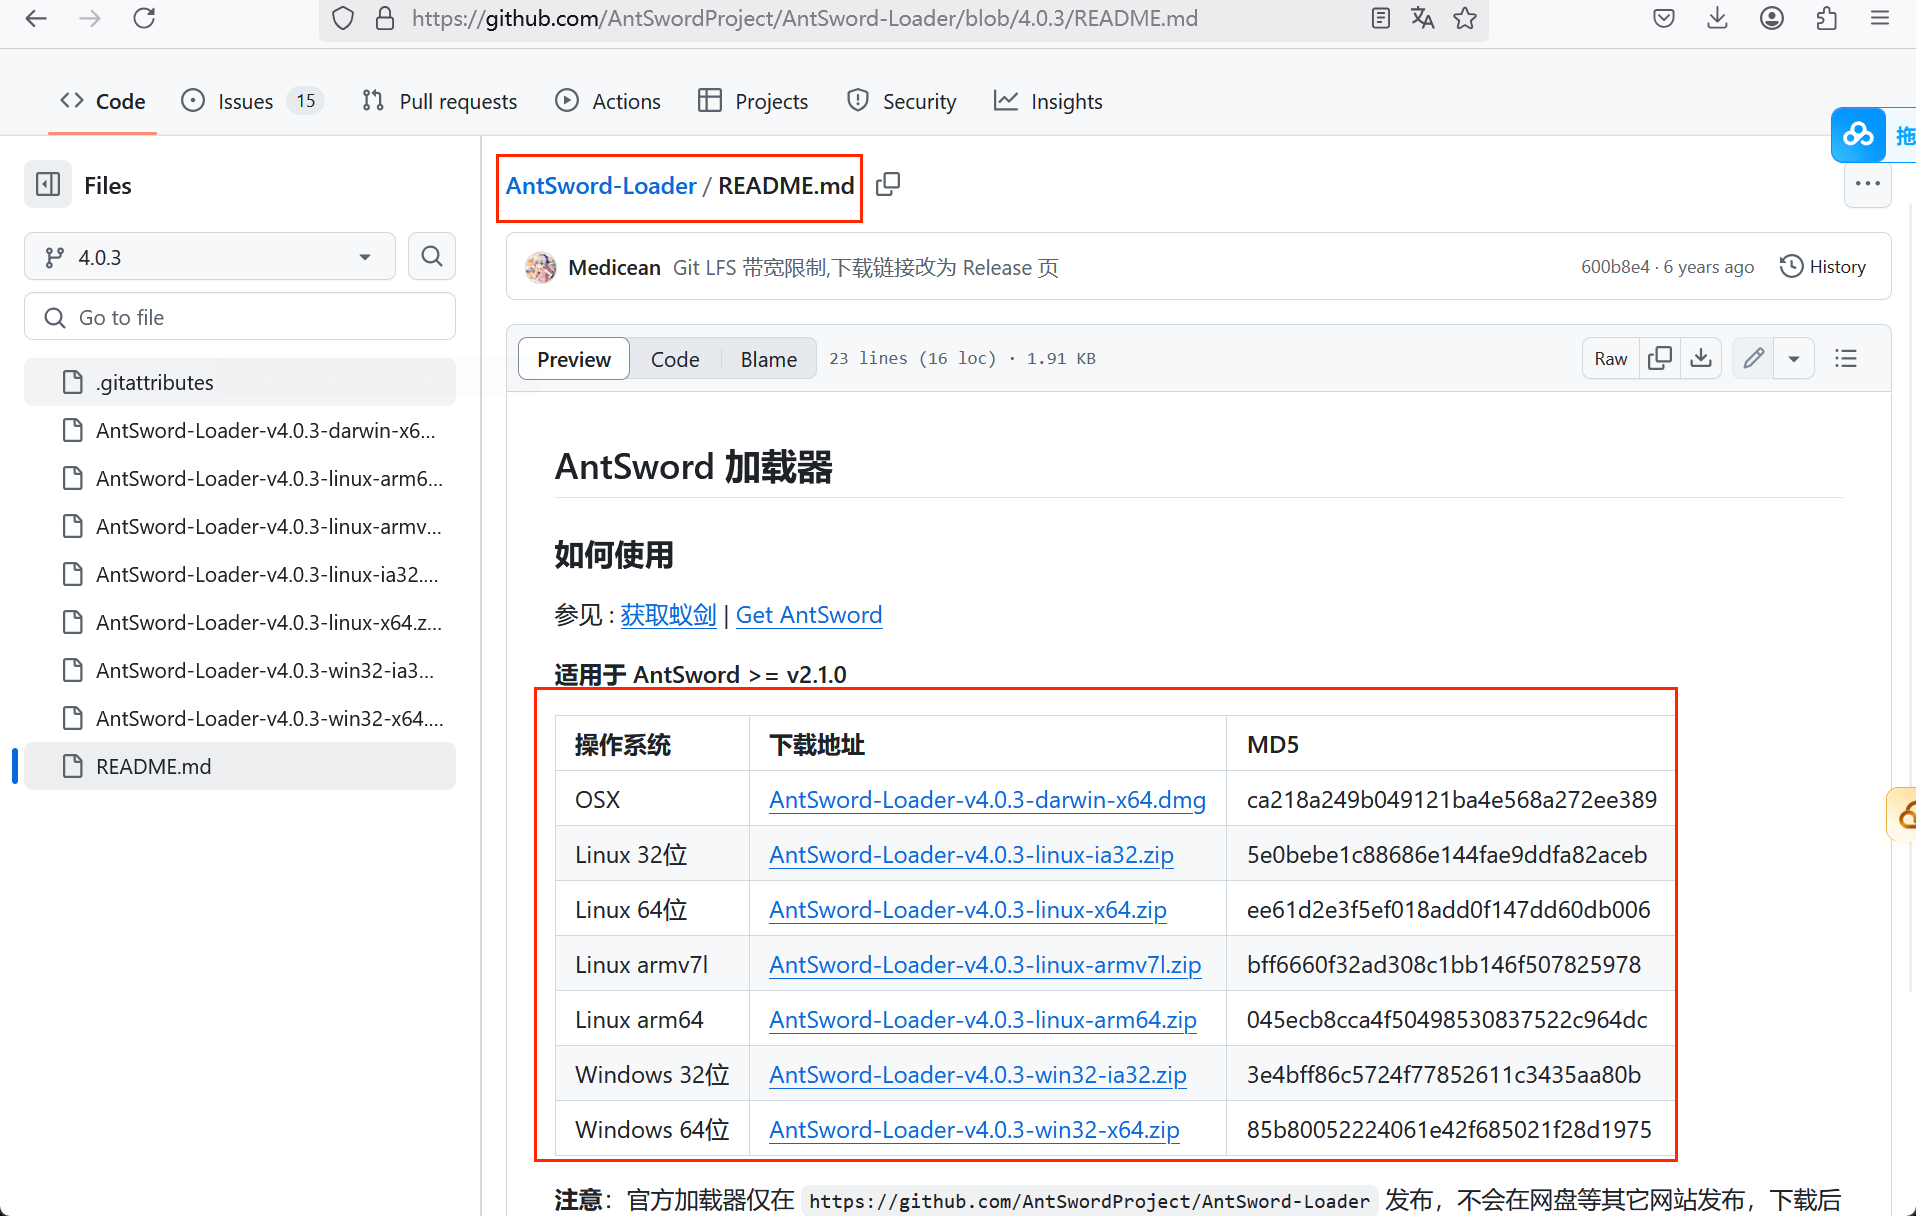 https://github.com/AntSwordProject/AntSword-Loader/blob/4.0.3/README.md
Code
Issues 15
Pull requests
Actions
Projects
Security
Insights
拖
Files
AntSword-Loader / README.md
4.0.3
Go to file
Medicean Git LFS 带宽限制,下载链接改为 Release 页
600b8e4 · 6 years ago
History
Preview
Code
Blame
23 lines (16 loc) · 1.91 KB
Raw
.gitattributes
AntSword-Loader-v4.0.3-darwin-x6...
AntSword-Loader-v4.0.3-linux-arm6...
AntSword-Loader-v4.0.3-linux-armv...
AntSword-Loader-v4.0.3-linux-ia32....
AntSword-Loader-v4.0.3-linux-x64.z...
AntSword-Loader-v4.0.3-win32-ia3...
AntSword-Loader-v4.0.3-win32-x64....
README.md
AntSword 加载器
如何使用
参见 : 获取蚁剑 | Get AntSword
适用于 AntSword >= v2.1.0
操作系统 下载地址 MD5
OSX AntSword-Loader-v4.0.3-darwin-x64.dmg ca218a249b049121ba4e568a272ee389
Linux 32位 AntSword-Loader-v4.0.3-linux-ia32.zip 5e0bebe1c88686e144fae9ddfa82aceb
Linux 64位 AntSword-Loader-v4.0.3-linux-x64.zip ee61d2e3f5ef018add0f147dd60db006
Linux armv7l AntSword-Loader-v4.0.3-linux-armv7l.zip bff6660f32ad308c1bb146f507825978
Linux arm64 AntSword-Loader-v4.0.3-linux-arm64.zip 045ecb8cca4f50498530837522c964dc
Windows 32位 AntSword-Loader-v4.0.3-win32-ia32.zip 3e4bff86c5724f77852611c3435aa80b
Windows 64位 AntSword-Loader-v4.0.3-win32-x64.zip 85b80052224061e42f685021f28d1975
注意：官方加载器仅在 https://github.com/AntSwordProject/AntSword-Loader 发布，不会在网盘等其它网站发布，下载后